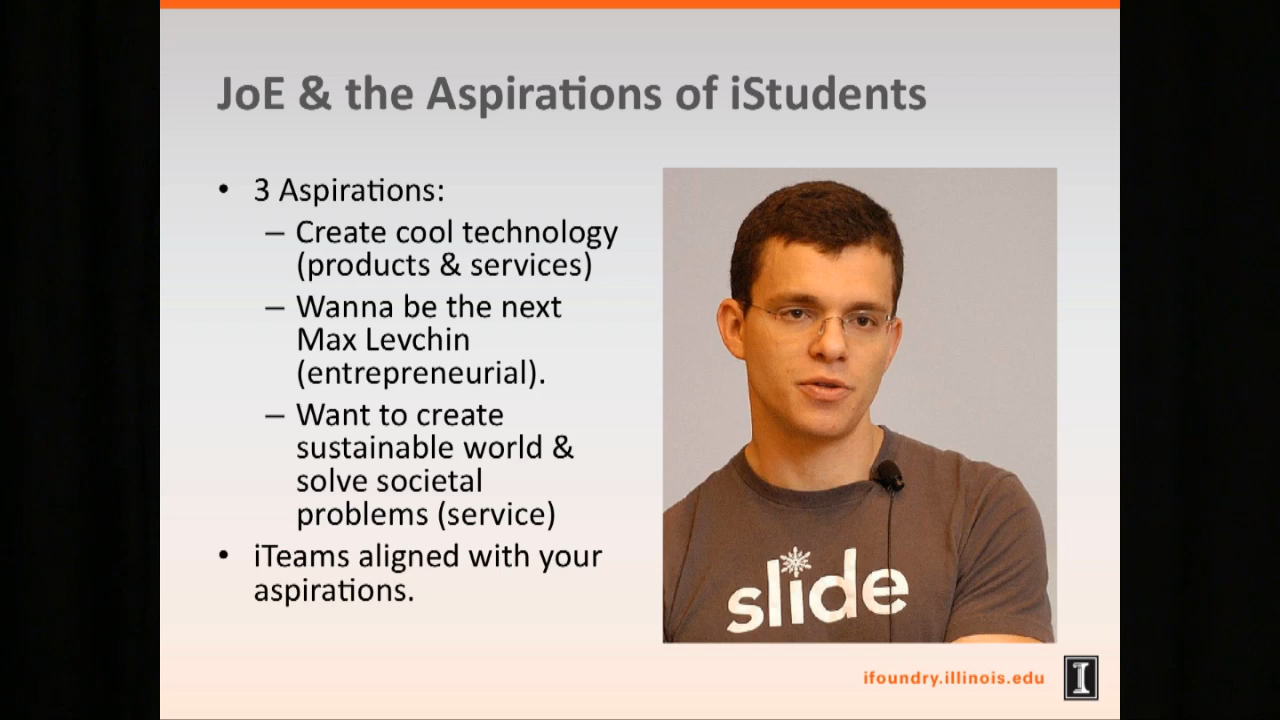 JoE & the Aspirations of iStudents
• 3 Aspirations:
– Create cool technology
(products & services)
– Wanna be the next
Max Levchin
(entrepreneurial).
– Want to create
sustainable world &
solve societal
problems (service)
• iTeams aligned with your
aspirations.
slide
ifoundry.illinois.edu
I